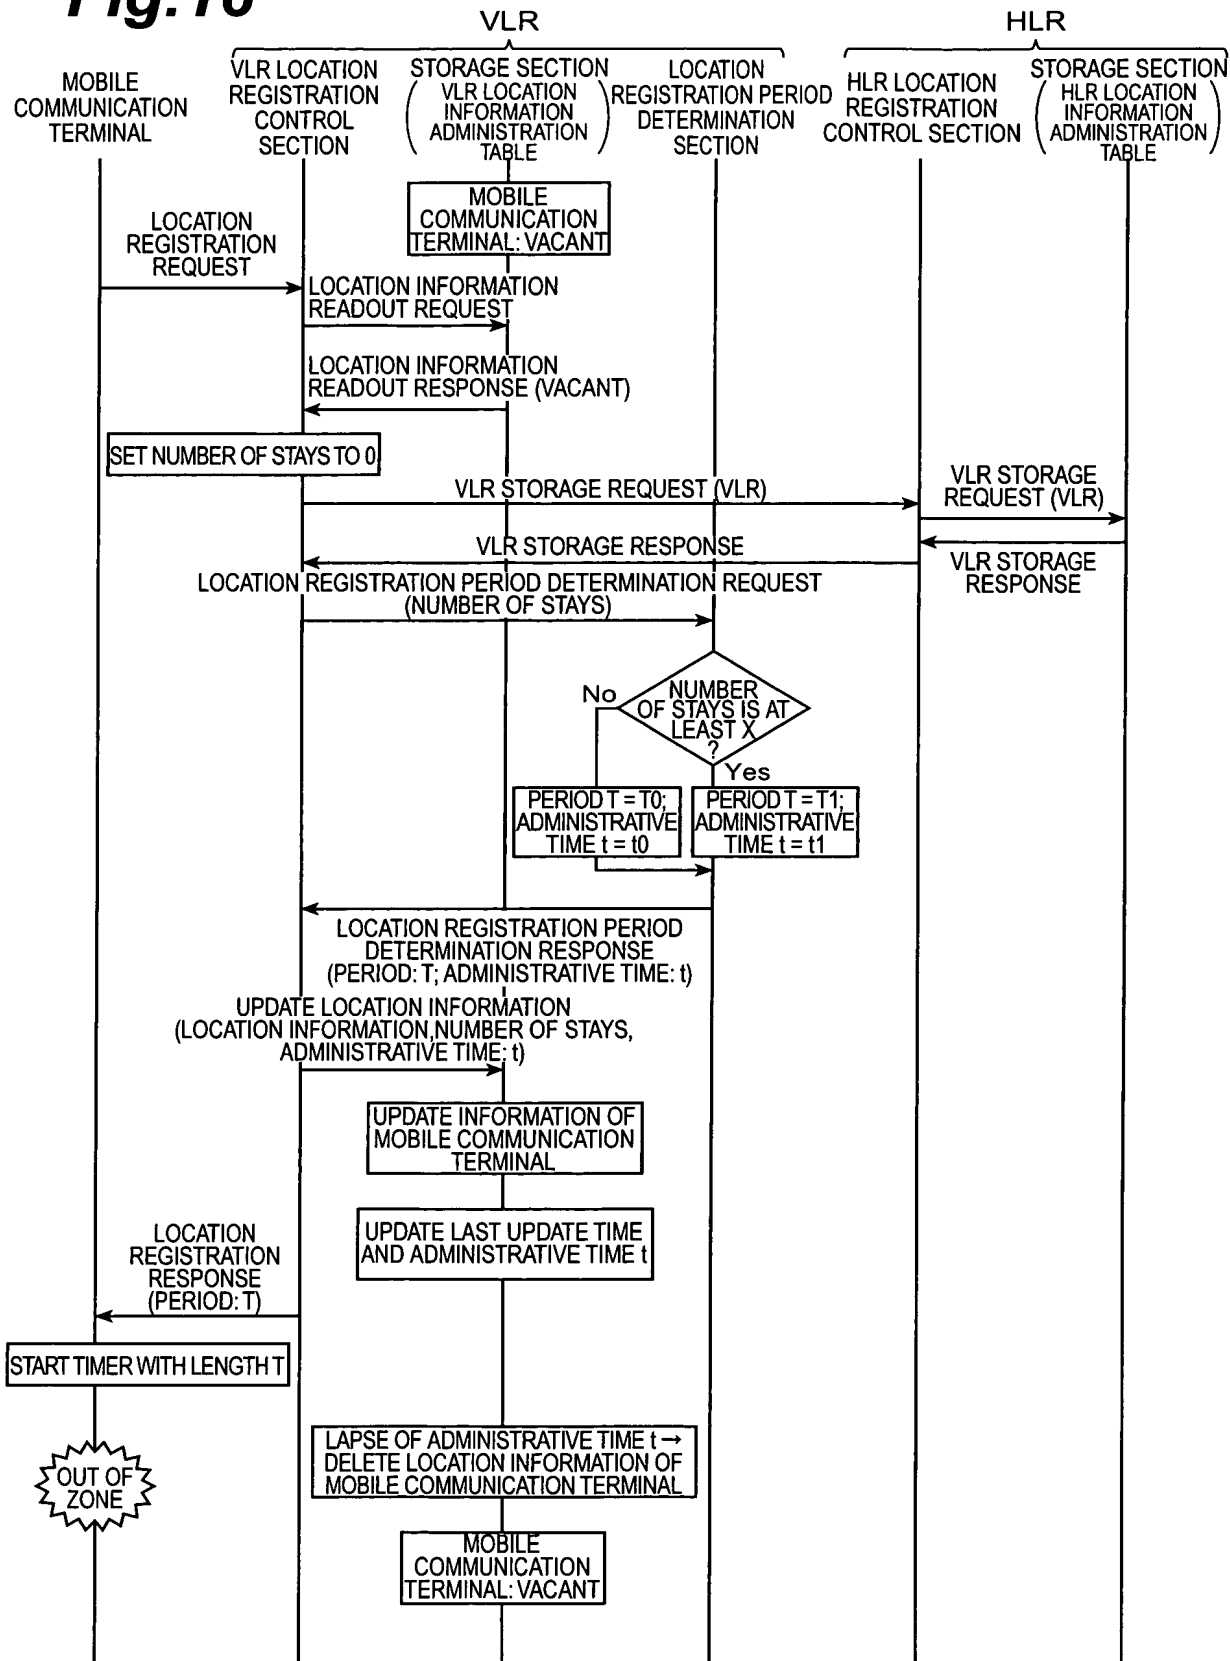 Fig.16
VLR
HLR
MOBILE
COMMUNICATION
TERMINAL
VLR LOCATION
REGISTRATION
CONTROL
SECTION
STORAGE SECTION
(VLR LOCATION
INFORMATION
ADMINISTRATION
TABLE)
LOCATION
REGISTRATION PERIOD
DETERMINATION
SECTION
HLR LOCATION
REGISTRATION
CONTROL SECTION
STORAGE SECTION
(HLR LOCATION
INFORMATION
ADMINISTRATION
TABLE)
MOBILE
COMMUNICATION
TERMINAL: VACANT
LOCATION
REGISTRATION
REQUEST
LOCATION INFORMATION
READOUT REQUEST
LOCATION INFORMATION
READOUT RESPONSE (VACANT)
SET NUMBER OF STAYS TO 0
VLR STORAGE REQUEST (VLR)
VLR STORAGE
REQUEST (VLR)
VLR STORAGE RESPONSE
VLR STORAGE
RESPONSE
LOCATION REGISTRATION PERIOD DETERMINATION REQUEST
(NUMBER OF STAYS)
NUMBER
OF STAYS IS AT
LEAST X
?
No
Yes
PERIOD T = T0;
ADMINISTRATIVE
TIME t = t0
PERIOD T = T1;
ADMINISTRATIVE
TIME t = t1
LOCATION REGISTRATION PERIOD
DETERMINATION RESPONSE
(PERIOD: T; ADMINISTRATIVE TIME: t)
UPDATE LOCATION INFORMATION
(LOCATION INFORMATION,NUMBER OF STAYS,
ADMINISTRATIVE TIME: t)
UPDATE INFORMATION OF
MOBILE COMMUNICATION
TERMINAL
UPDATE LAST UPDATE TIME
AND ADMINISTRATIVE TIME t
LOCATION
REGISTRATION
RESPONSE
(PERIOD: T)
START TIMER WITH LENGTH T
LAPSE OF ADMINISTRATIVE TIME t →
DELETE LOCATION INFORMATION OF
MOBILE COMMUNICATION TERMINAL
OUT OF
ZONE
MOBILE
COMMUNICATION
TERMINAL: VACANT